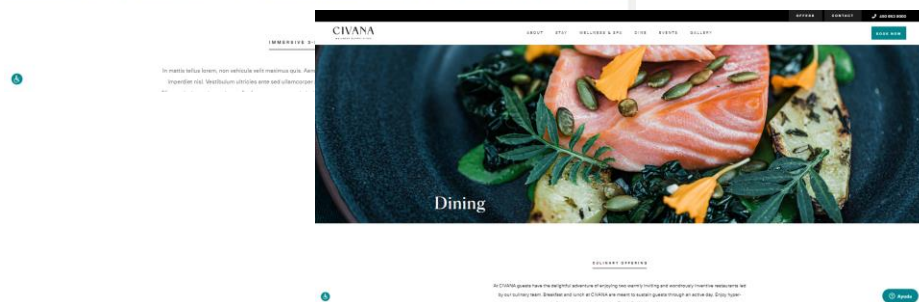 OFFERS CONTACT
CIVANA
ABOUT STAY WELLNESS & SPA DINE EVENTS GALLERY
BOOK NOW
IMMERSIVE
In mattis tellus lorem, non vehicula velit maximus quis. Aen
imperdiet nisl. Vestibulum ultricies ante sed ullamcorper
Dining
CULINARY OFFERING
At CIVANA guests have the delightful adventure of enjoying two warmly inviting and wondrously inventive restaurants led
by our culinary team. Breakfast and lunch at CIVANA are meant to sustain guests through an active day. Enjoy hyper-
Ayuda